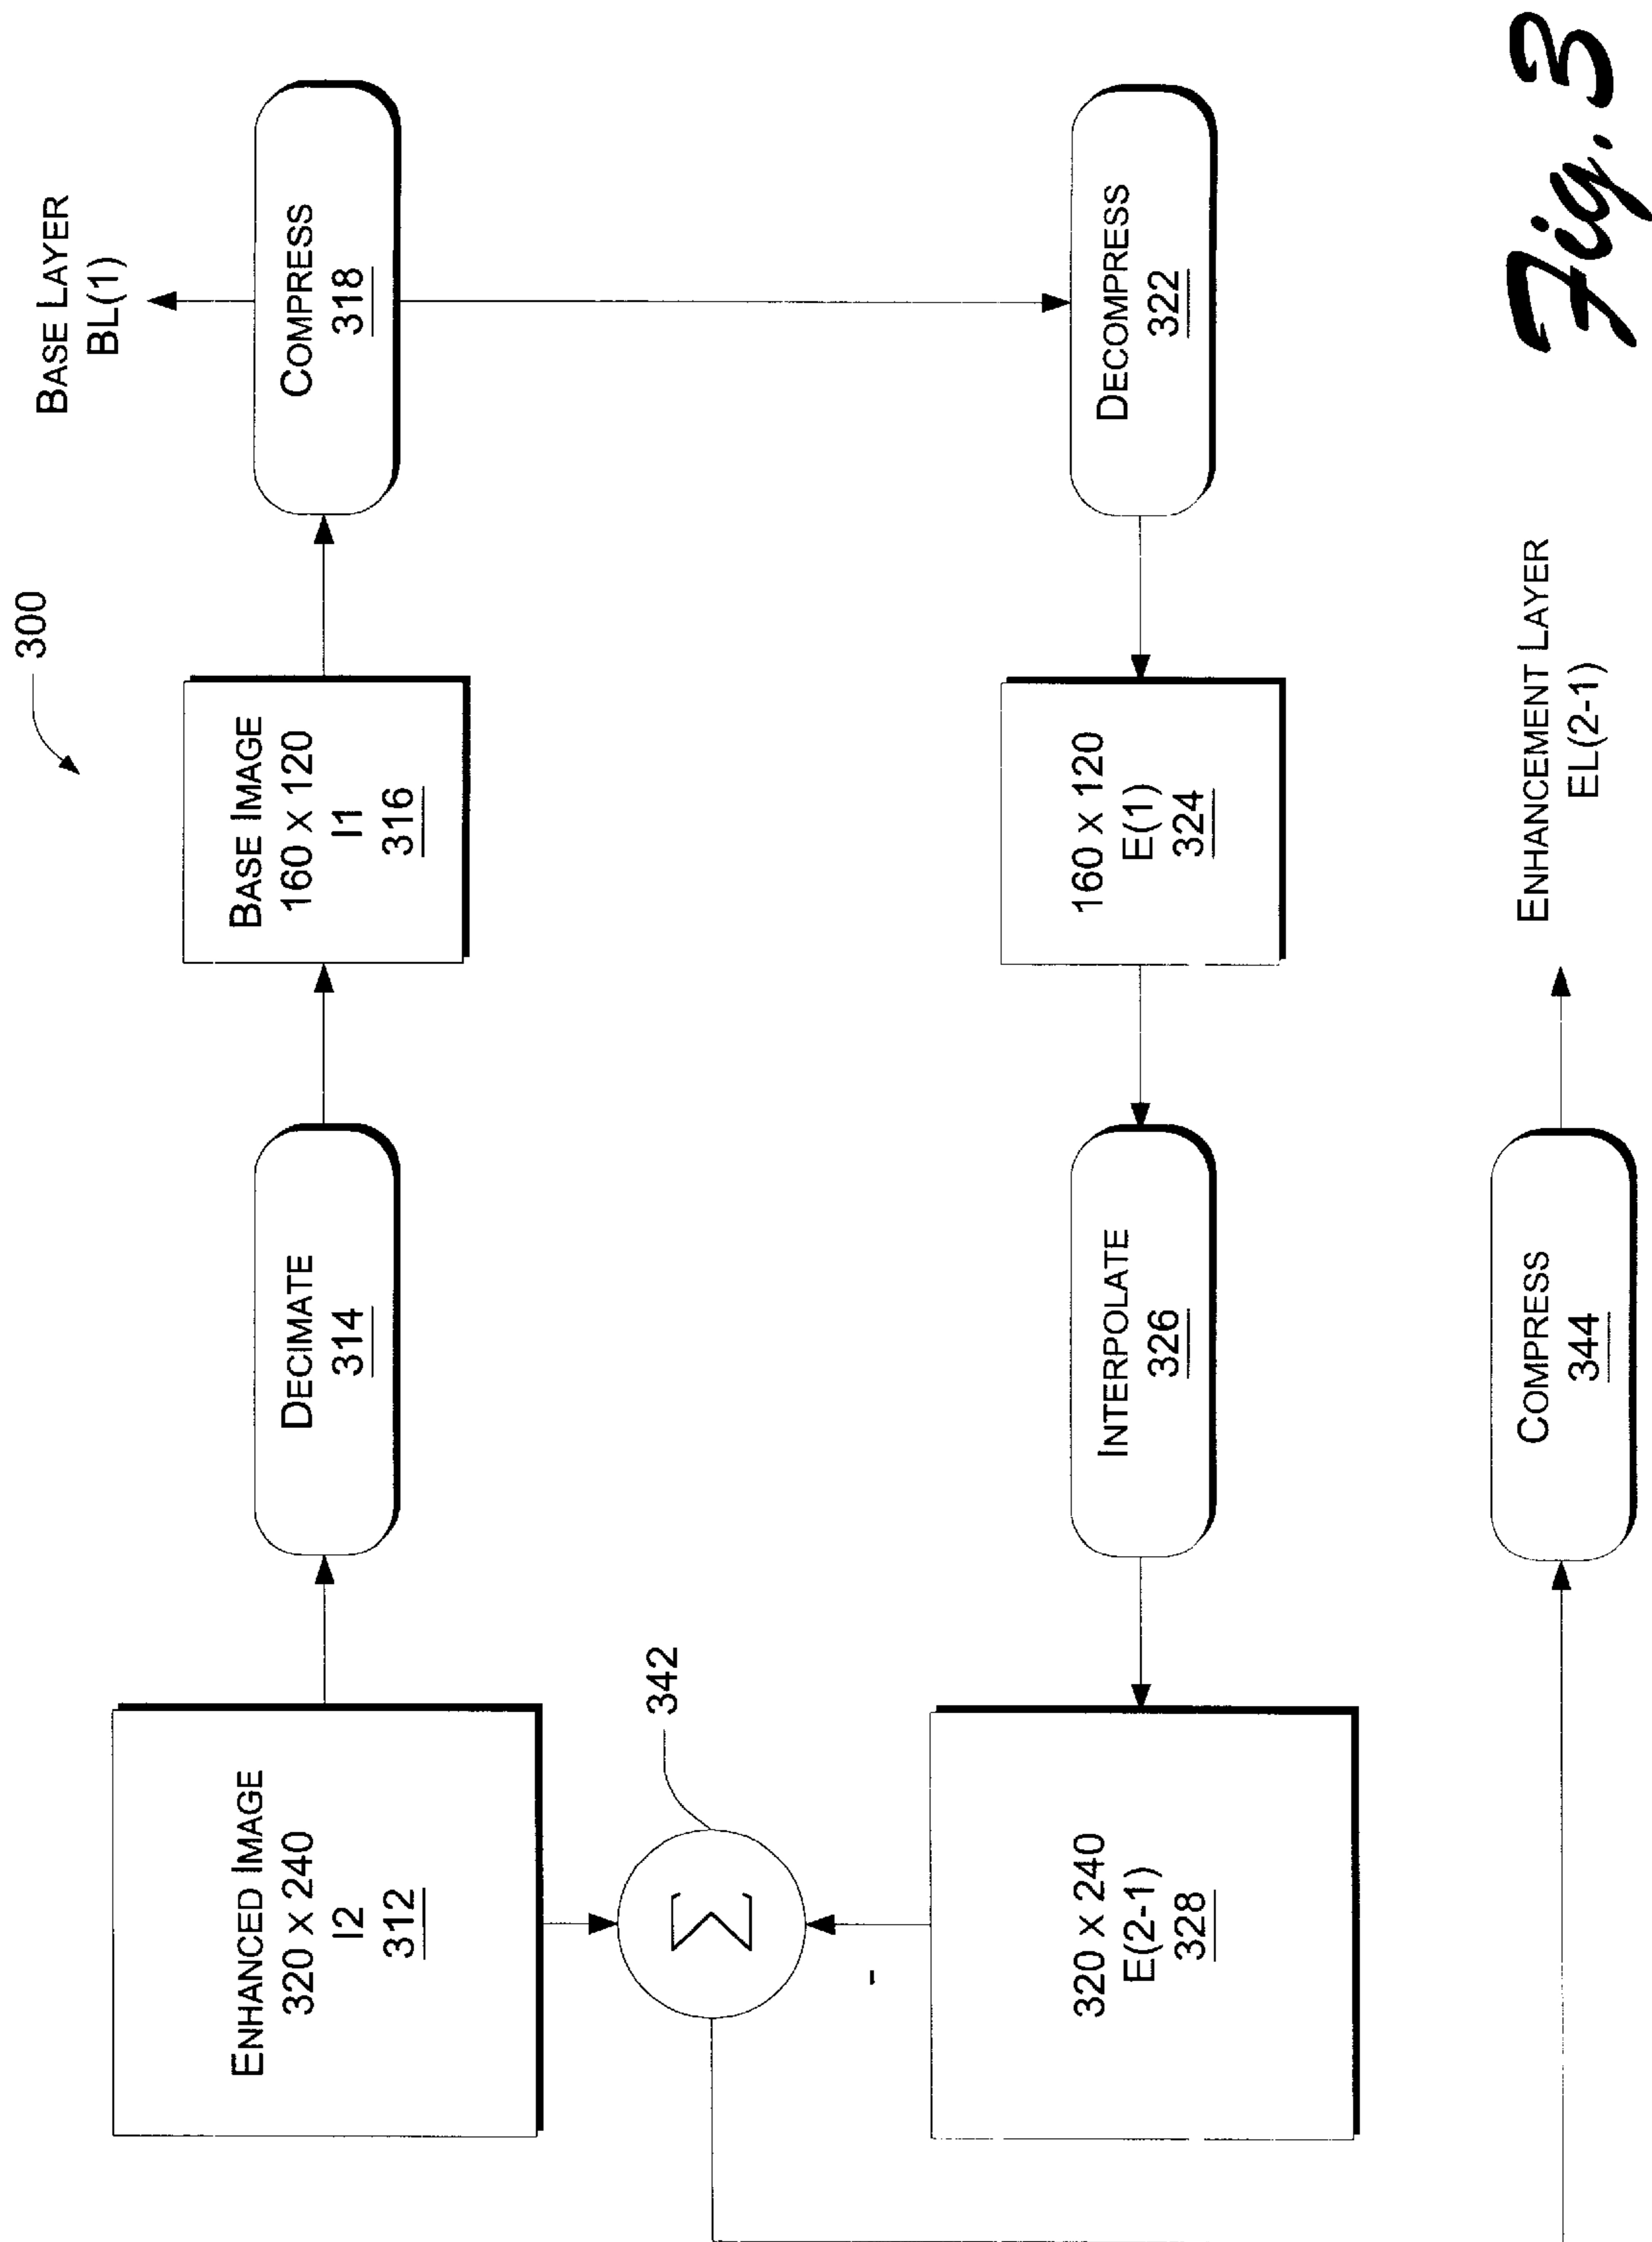 300
BASE LAYER
BL(1)
ENHANCED IMAGE
320 x 240
I2
312
DECIMATE
314
BASE IMAGE
160 x 120
I1
316
COMPRESS
318
342
Σ
-
320 x 240
E(2-1)
328
INTERPOLATE
326
160 x 120
E(1)
324
DECOMPRESS
322
COMPRESS
344
ENHANCEMENT LAYER
EL(2-1)
Fig. 3